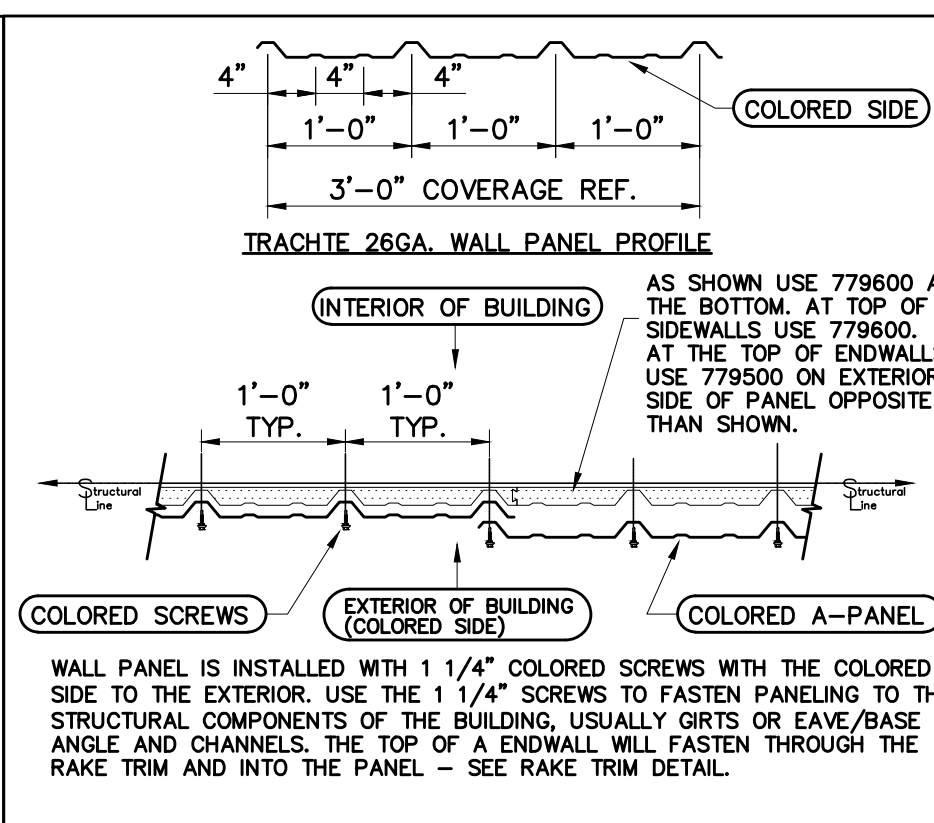 4” 4” 4”
COLORED SIDE
1’-0” 1’-0” 1’-0”
3’-0” COVERAGE REF.
TRACHTE 26GA. WALL PANEL PROFILE
INTERIOR OF BUILDING
AS SHOWN USE 779600 A
THE BOTTOM. AT TOP OF
SIDEWALLS USE 779600.
AT THE TOP OF ENDWALLS
USE 779500 ON EXTERIOR
SIDE OF PANEL OPPOSITE
THAN SHOWN.
1’-0” 1’-0”
TYP. TYP.
Structural Line
Structural Line
COLORED SCREWS
EXTERIOR OF BUILDING
(COLORED SIDE)
COLORED A-PANEL
WALL PANEL IS INSTALLED WITH 1 1/4” COLORED SCREWS WITH THE COLORED
SIDE TO THE EXTERIOR. USE THE 1 1/4” SCREWS TO FASTEN PANELING TO TH
STRUCTURAL COMPONENTS OF THE BUILDING, USUALLY GIRTS OR EAVE/BASE
ANGLE AND CHANNELS. THE TOP OF A ENDWALL WILL FASTEN THROUGH THE
RAKE TRIM AND INTO THE PANEL – SEE RAKE TRIM DETAIL.